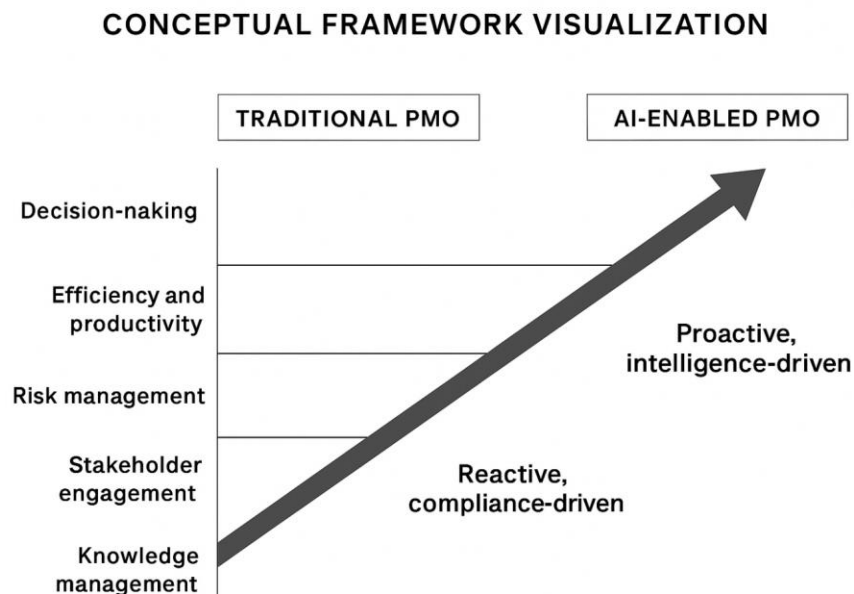 CONCEPTUAL FRAMEWORK VISUALIZATION
TRADITIONAL PMO
AI-ENABLED PMO
Decision-naking
Efficiency and
productivity
Risk management
Stakeholder
engagement
Knowledge
management
Proactive,
intelligence-driven
Reactive,
compliance-driven